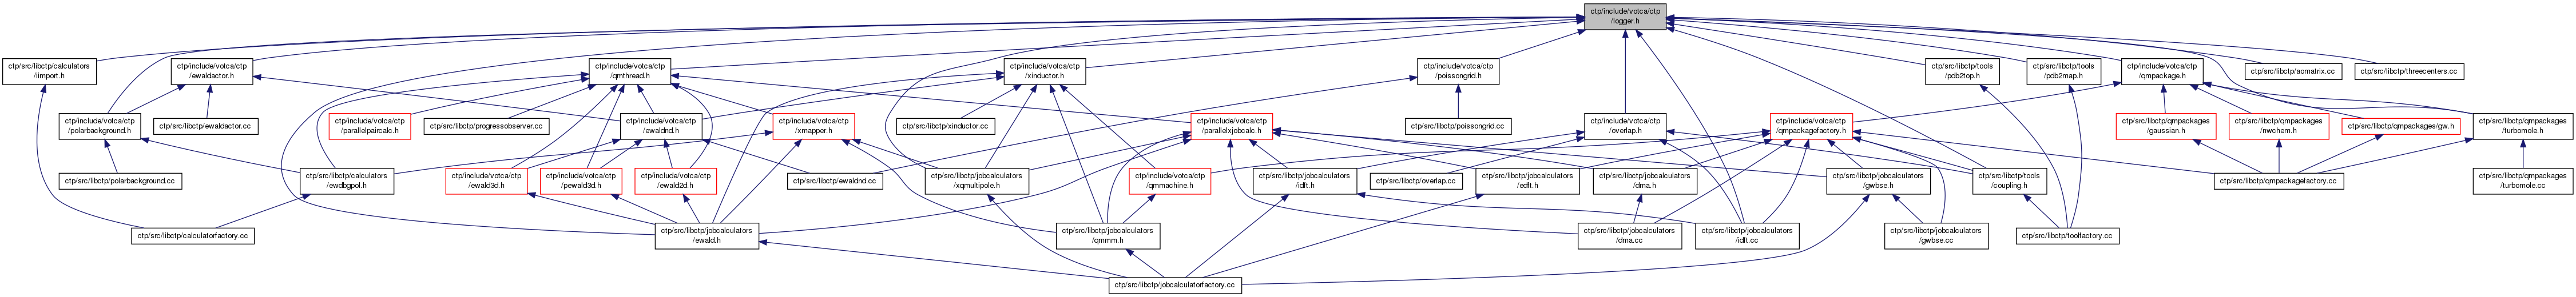 ctp/include/votca/ctp
/logger.h
ctp/src/libctp/calculators
/iimport.h
ctp/include/votca/ctp
/ewaldactor.h
ctp/include/votca/ctp
/qmthread.h
ctp/include/votca/ctp
/xinductor.h
ctp/include/votca/ctp
/poissongrid.h
ctp/src/libctp/tools
/pdb2top.h
ctp/src/libctp/tools
/pdb2map.h
ctp/include/votca/ctp
/qmpackage.h
ctp/src/libctp/aomatrix.cc
ctp/src/libctp/threecenters.cc
ctp/include/votca/ctp
/polarbackground.h
ctp/src/libctp/ewaldactor.cc
ctp/include/votca/ctp
/parallelpaircalc.h
ctp/src/libctp/progressobserver.cc
ctp/include/votca/ctp
/ewaldnd.h
ctp/include/votca/ctp
/xmapper.h
ctp/src/libctp/xinductor.cc
ctp/include/votca/ctp
/parallelxjobcalc.h
ctp/src/libctp/poissongrid.cc
ctp/include/votca/ctp
/overlap.h
ctp/include/votca/ctp
/qmpackagefactory.h
ctp/src/libctp/qmpackages
/gaussian.h
ctp/src/libctp/qmpackages
/nwchem.h
ctp/src/libctp/qmpackages/gw.h
ctp/src/libctp/qmpackages
/turbomole.h
ctp/src/libctp/polarbackground.cc
ctp/src/libctp/calculators
/ewdbgpol.h
ctp/include/votca/ctp
/ewald3d.h
ctp/include/votca/ctp
/pewald3d.h
ctp/include/votca/ctp
/ewald2d.h
ctp/src/libctp/ewaldnd.cc
ctp/src/libctp/jobcalculators
/xqmultipole.h
ctp/include/votca/ctp
/qmmachine.h
ctp/src/libctp/jobcalculators
/idft.h
ctp/src/libctp/overlap.cc
ctp/src/libctp/jobcalculators
/edft.h
ctp/src/libctp/jobcalculators
/dma.h
ctp/src/libctp/jobcalculators
/gwbse.h
ctp/src/libctp/tools
/coupling.h
ctp/src/libctp/qmpackagefactory.cc
ctp/src/libctp/qmpackages
/turbomole.cc
ctp/src/libctp/calculatorfactory.cc
ctp/src/libctp/jobcalculators
/ewald.h
ctp/src/libctp/jobcalculators
/qmmm.h
ctp/src/libctp/jobcalculators
/dma.cc
ctp/src/libctp/jobcalculators
/idft.cc
ctp/src/libctp/jobcalculators
/gwbse.cc
ctp/src/libctp/toolfactory.cc
ctp/src/libctp/jobcalculatorfactory.cc